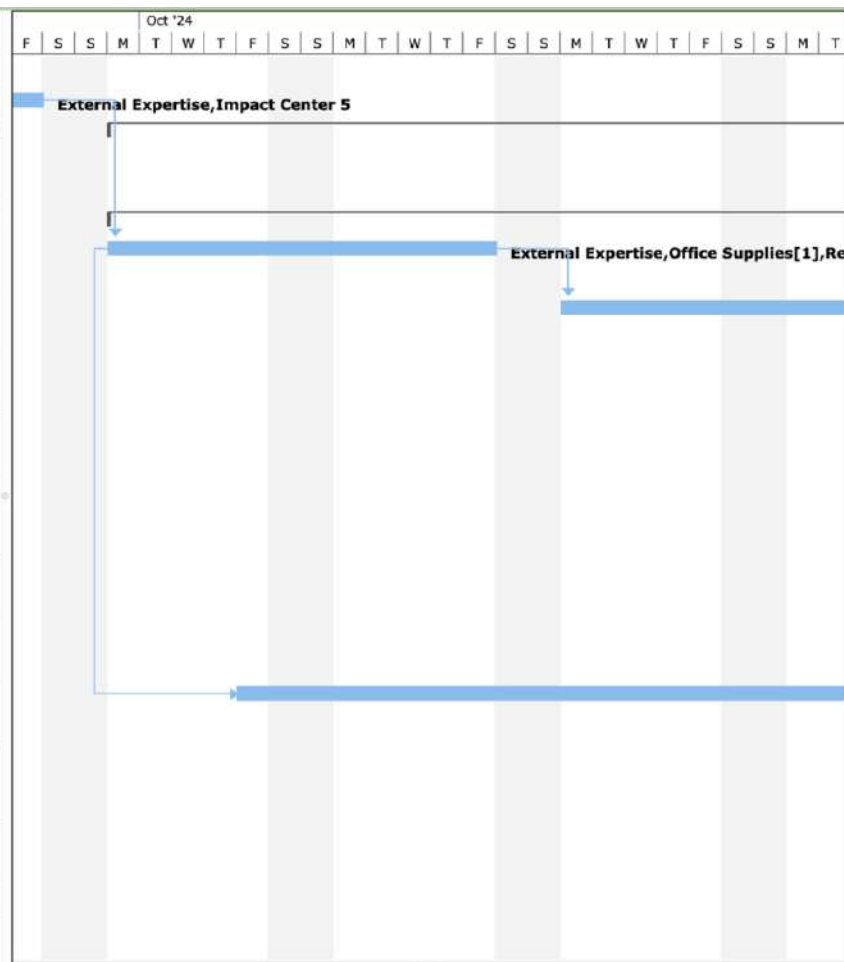 Oct '24
F S S M T W T F S S M T W T F S S M T W T F S S M T
External Expertise,Impact Center 5
External Expertise,Office Supplies[1],Re